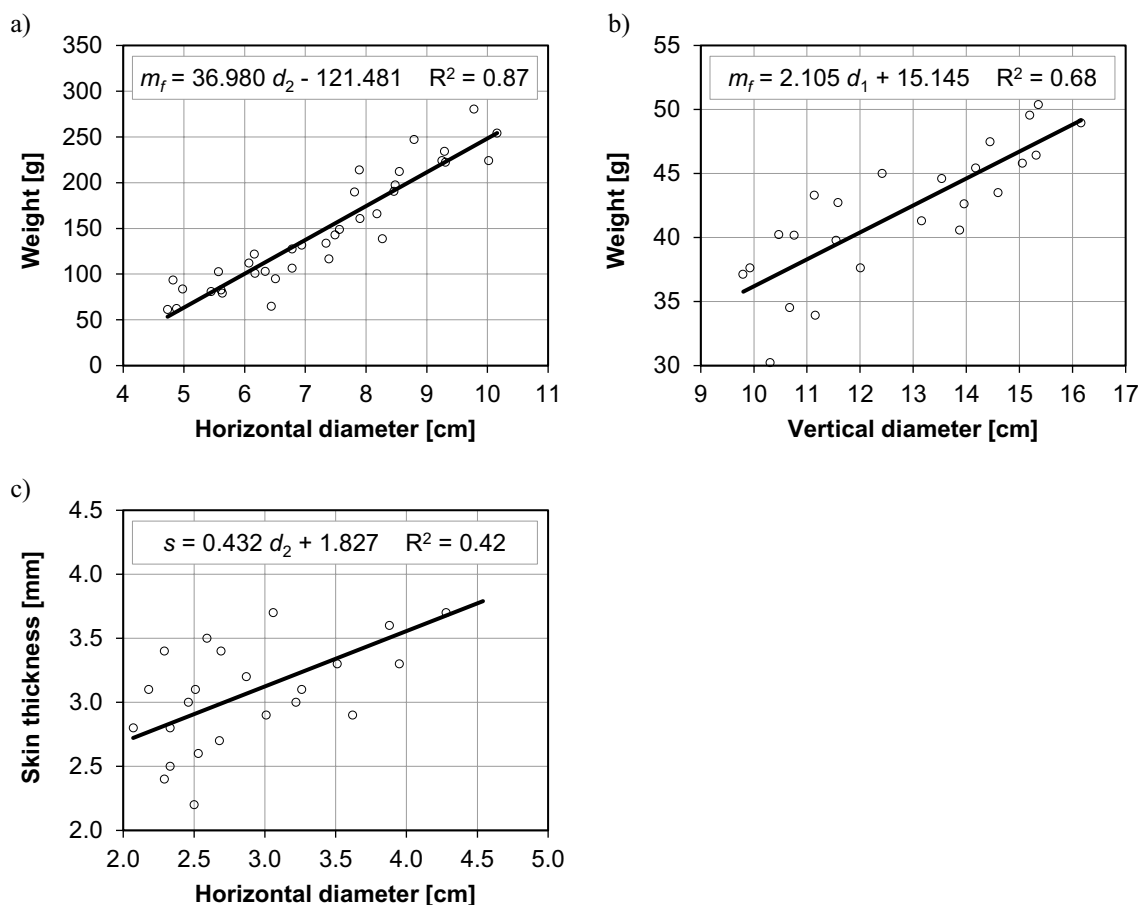 a)
350
300
250
200
150
100
50
0
Weight [g]
m_f = 36.980 d_2 - 121.481 R² = 0.87
4 5 6 7 8 9 10 11
Horizontal diameter [cm]
b)
55
50
45
40
35
30
Weight [g]
m_f = 2.105 d_1 + 15.145 R² = 0.68
9 10 11 12 13 14 15 16 17
Vertical diameter [cm]
c)
4.5
4.0
3.5
3.0
2.5
2.0
Skin thickness [mm]
s = 0.432 d_2 + 1.827 R² = 0.42
2.0 2.5 3.0 3.5 4.0 4.5 5.0
Horizontal diameter [cm]